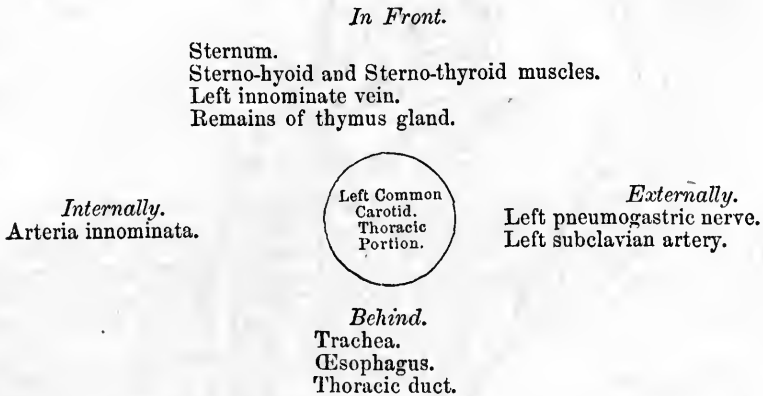 In Front.
Sternum.
Sterno-hyoid and Sterno-thyroid muscles.
Left innominate vein.
Remains of thymus gland.
Internally.
Arteria innominata.
Left Common
Carotid.
Thoracic
Portion.
Externally.
Left pneumogastric nerve.
Left subclavian artery.
Behind.
Trachea.
Œsophagus.
Thoracic duct.